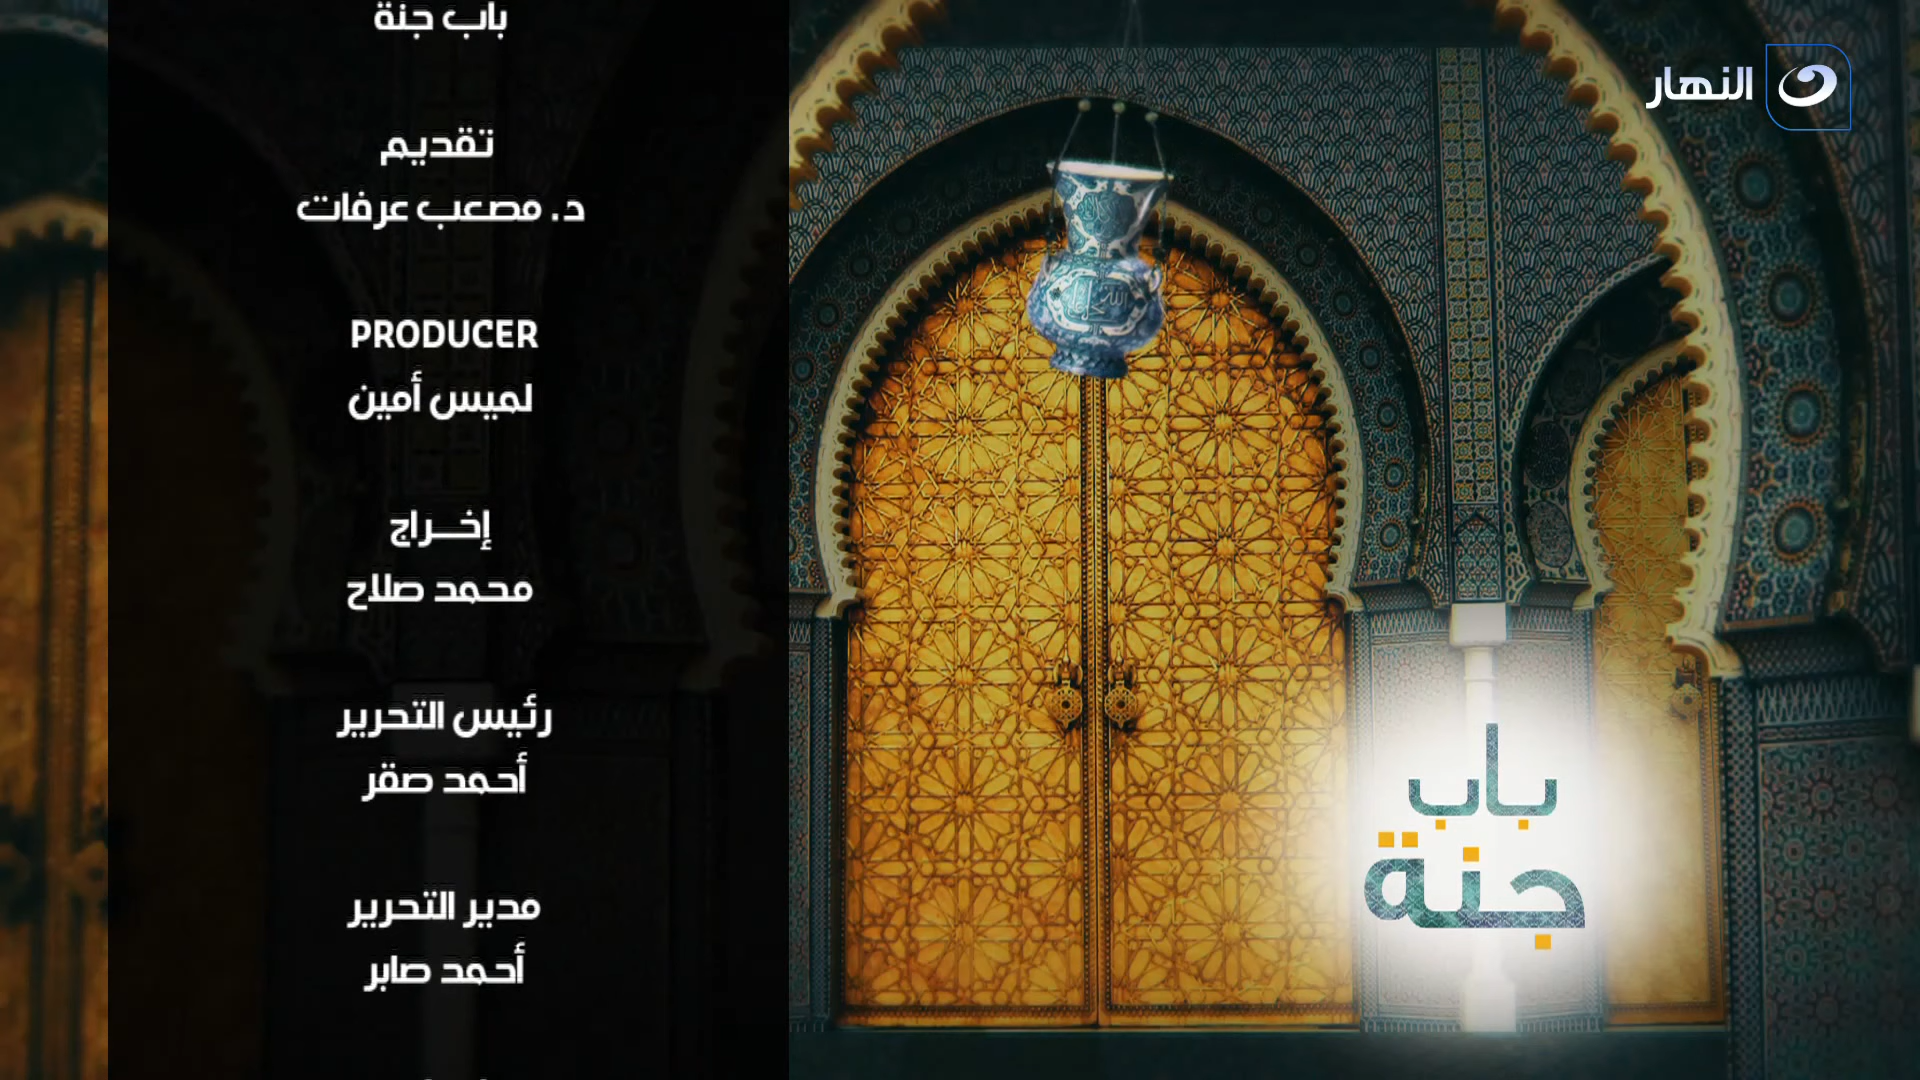 باب جنة
تقديم
د. مصعب عرفات
PRODUCER
لميس أمين
إخـراج
محمد صلاح
رئيس التحرير
أحمد صقر
مدير التحرير
أحمد صابر
النهار
باب
جنة